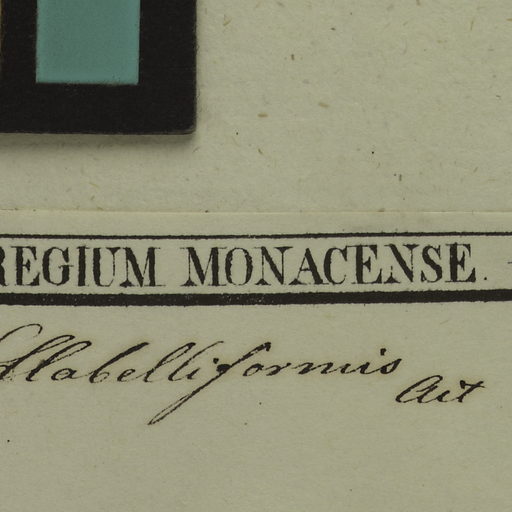 REGIUM MONACENSE.
flabelliformis
Ait